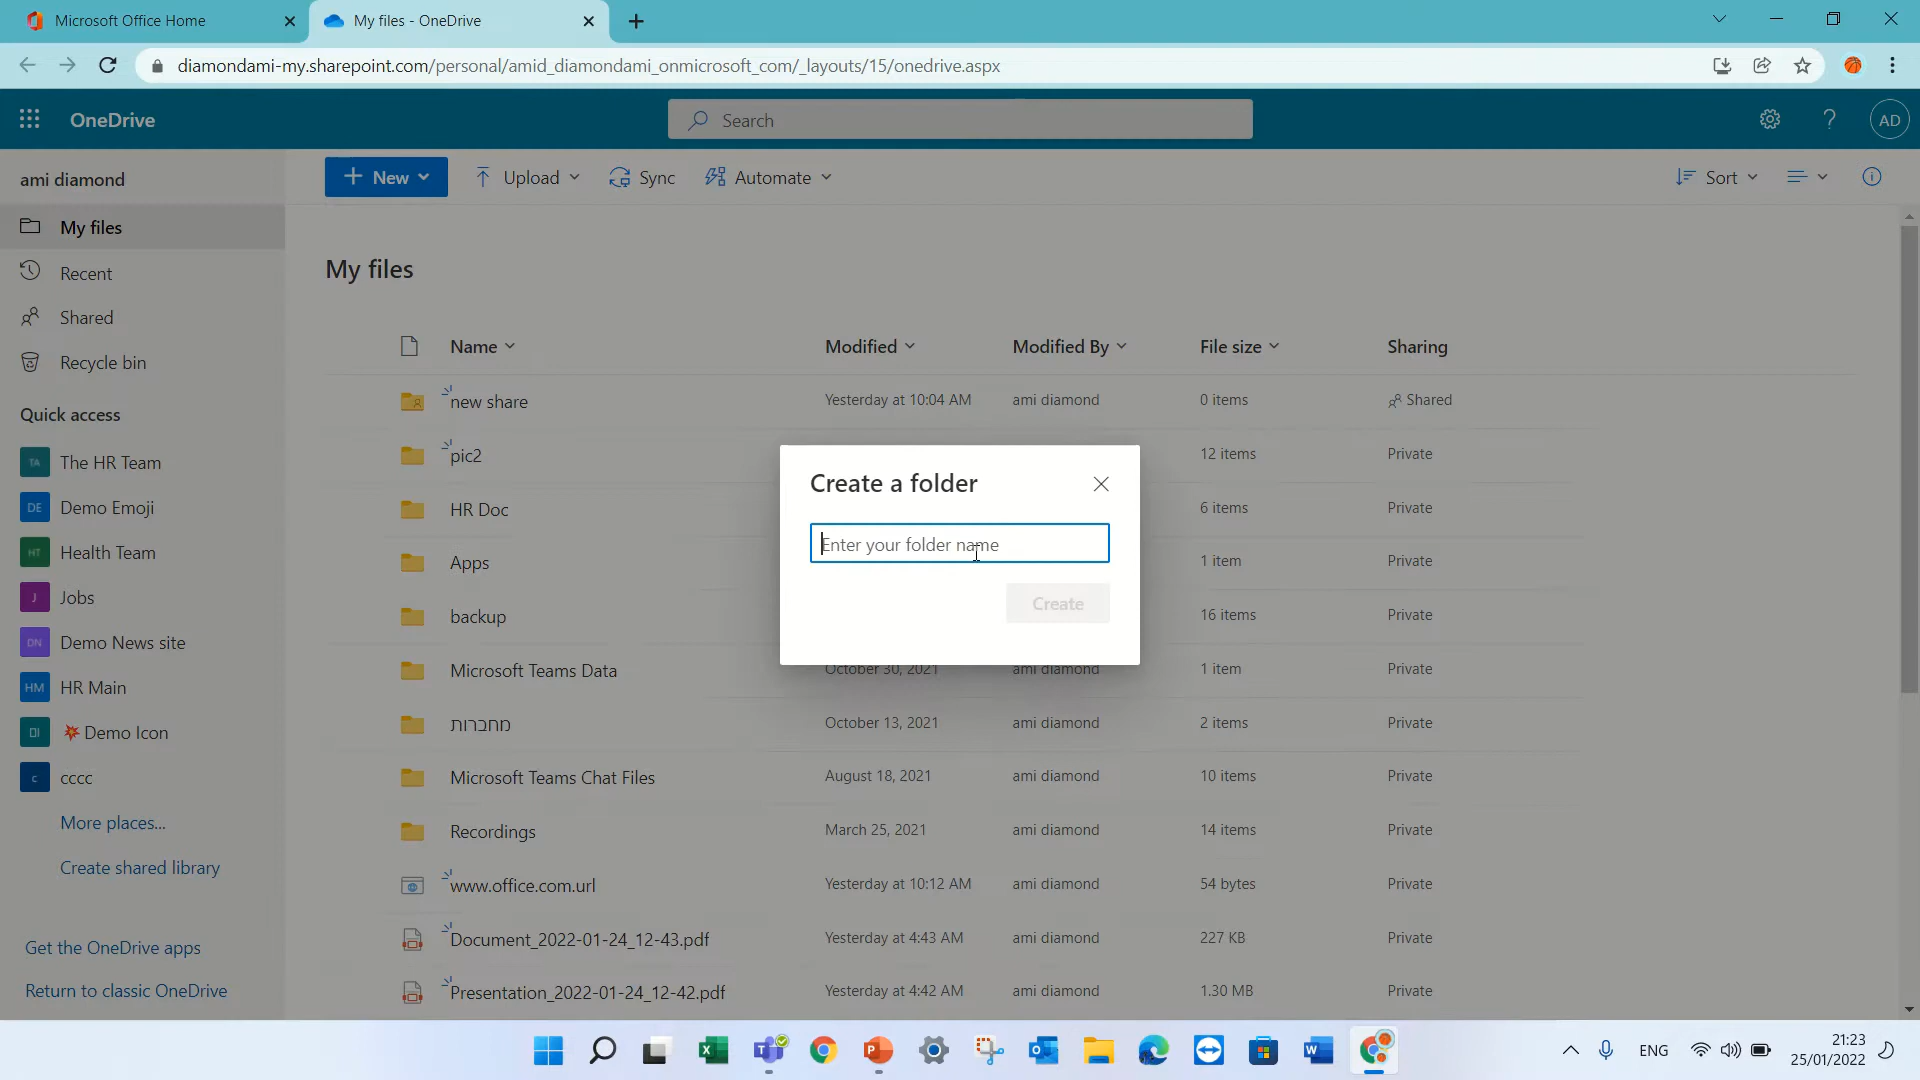 Microsoft Office Home
My files - OneDrive
diamondami-my.sharepoint.com/personal/amid_diamondami_onmicrosoft_com/_layouts/15/onedrive.aspx
OneDrive
Search
AD
ami diamond
New
Upload
Sync
Automate
Sort
My files
Recent
Shared
Recycle bin
Quick access
TA The HR Team
DE Demo Emoji
HT Health Team
J Jobs
DN Demo News site
HM HR Main
DI Demo Icon
c cccc
More places...
Create shared library
Get the OneDrive apps
Return to classic OneDrive
My files
Name Modified Modified By File size Sharing
new share Yesterday at 10:04 AM ami diamond 0 items Shared
pic2 12 items Private
HR Doc 6 items Private
Apps 1 item Private
backup 16 items Private
Microsoft Teams Data October 30, 2021 ami diamond 1 item Private
מחברות October 13, 2021 ami diamond 2 items Private
Microsoft Teams Chat Files August 18, 2021 ami diamond 10 items Private
Recordings March 25, 2021 ami diamond 14 items Private
www.office.com.url Yesterday at 10:12 AM ami diamond 54 bytes Private
Document_2022-01-24_12-43.pdf Yesterday at 4:43 AM ami diamond 227 KB Private
Presentation_2022-01-24_12-42.pdf Yesterday at 4:42 AM ami diamond 1.30 MB Private
Create a folder
Enter your folder name
Create
ENG
21:23
25/01/2022